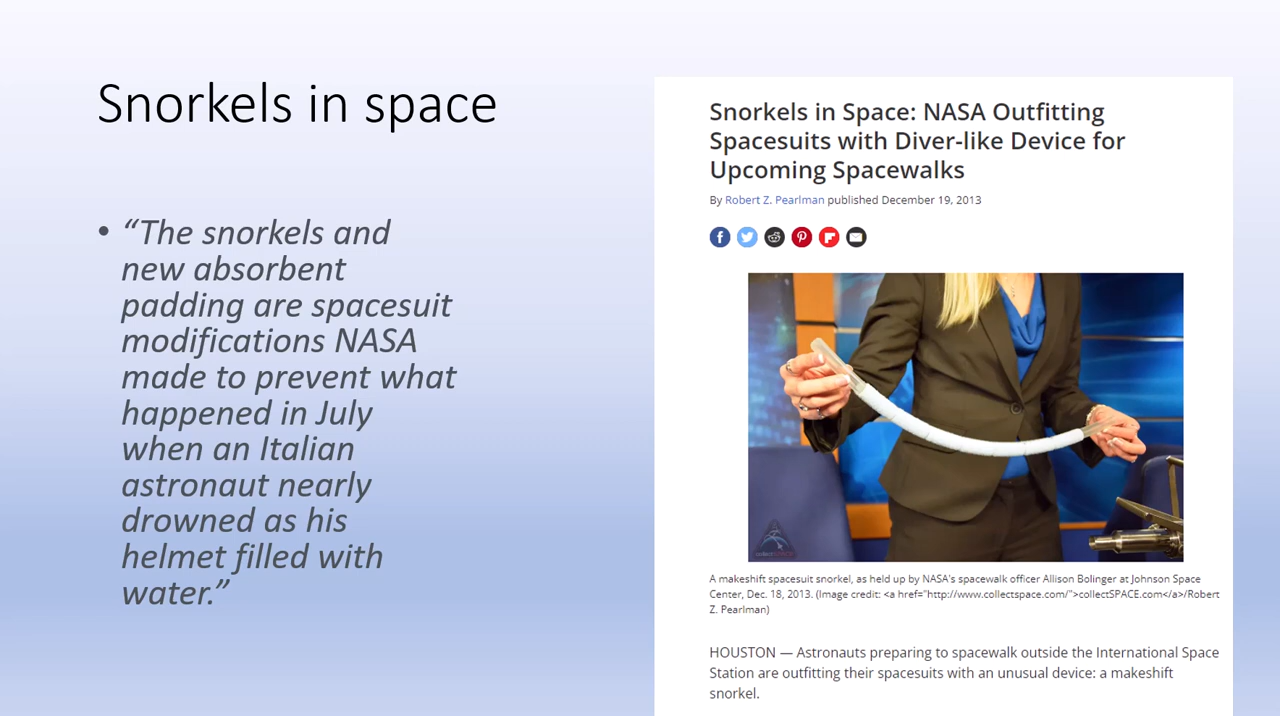 Snorkels in space
• “The snorkels and
new absorbent
padding are spacesuit
modifications NASA
made to prevent what
happened in July
when an Italian
astronaut nearly
drowned as his
helmet filled with
water.”
Snorkels in Space: NASA Outfitting
Spacesuits with Diver-like Device for
Upcoming Spacewalks
By Robert Z. Pearlman published December 19, 2013
collectSPACE
A makeshift spacesuit snorkel, as held up by NASA's spacewalk officer Allison Bolinger at Johnson Space
Center, Dec. 18, 2013. (Image credit: <a href="http://www.collectspace.com/">collectSPACE.com</a>/Robert
Z. Pearlman)
HOUSTON — Astronauts preparing to spacewalk outside the International Space
Station are outfitting their spacesuits with an unusual device: a makeshift
snorkel.